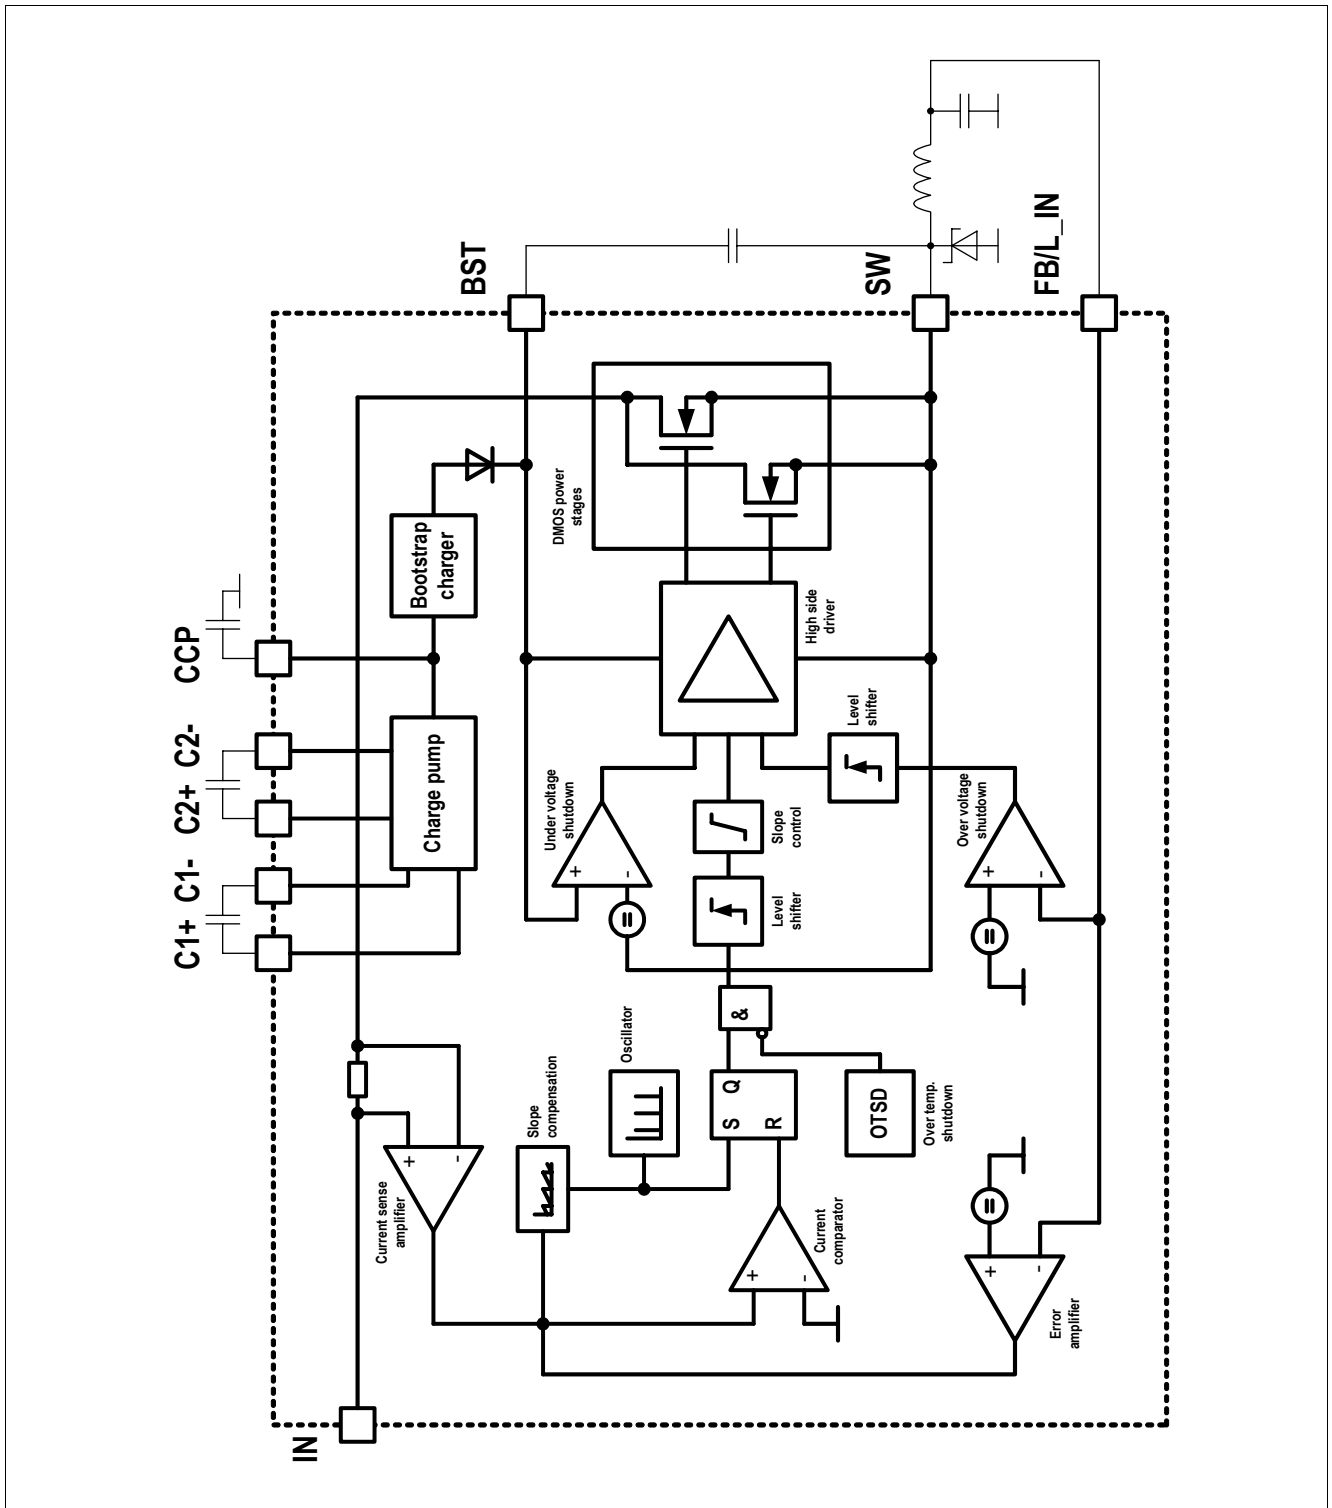 BST
SW
FB/L_IN
CCP
C2-
C2+
C1-
C1+
IN
Bootstrap
charger
Charge pump
DMOS power
stages
High side
driver
Level
shifter
Under voltage
shutdown
+
-
=
Slope
control
Level
shifter
Over voltage
shutdown
+
-
=
&
Oscillator
Slope
compensation
S
Q
R
OTSD
Over temp.
shutdown
Current sense
amplifier
+
-
Current
comparator
+
-
Error
amplifier
+
-
=